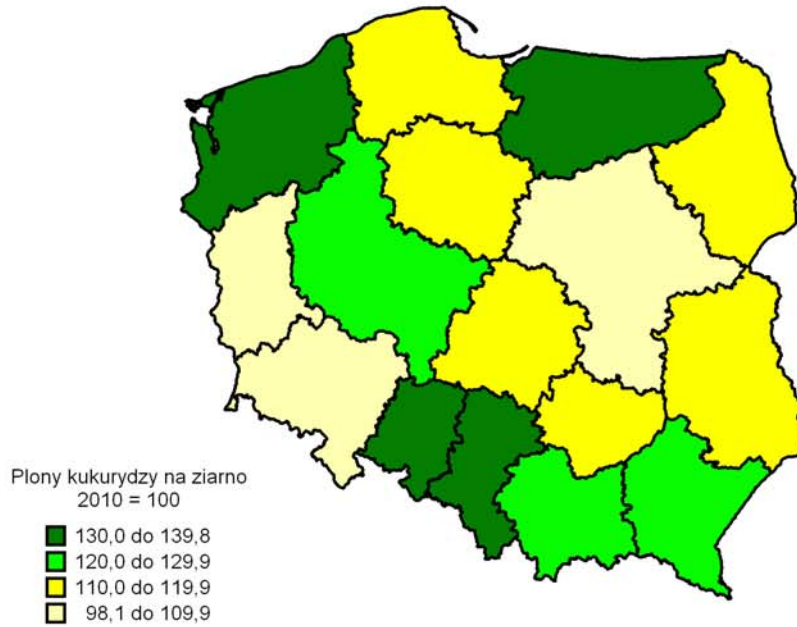 Plony kukurydzy na ziarno
2010 = 100
130,0 do 139,8
120,0 do 129,9
110,0 do 119,9
98,1 do 109,9